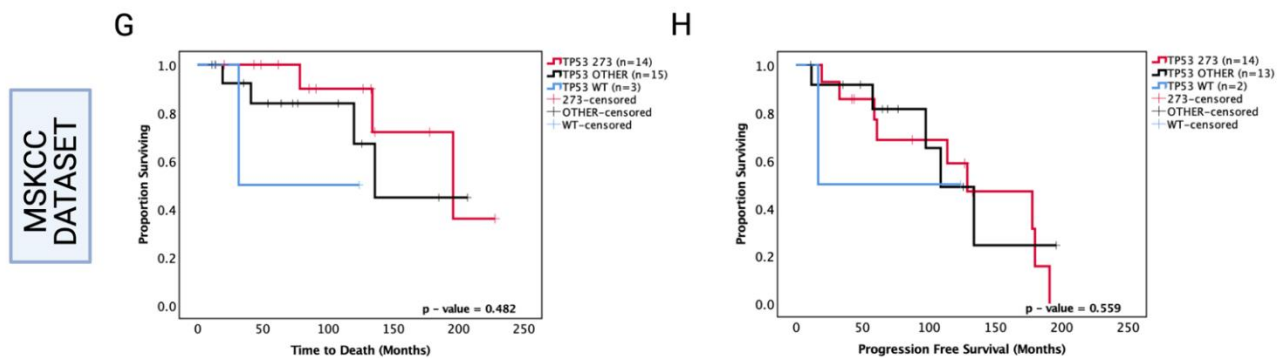 MSKCC
DATASET
G
Proportion Surviving
1.0
0.8
0.6
0.4
0.2
0.0
0
50
100
150
200
250
Time to Death (Months)
p - value = 0.482
TP53 273 (n=14)
TP53 OTHER (n=15)
TP53 WT (n=3)
273-censored
OTHER-censored
WT-censored
H
Proportion Surviving
1.0
0.8
0.6
0.4
0.2
0.0
0
50
100
150
200
250
Progression Free Survival (Months)
p - value = 0.559
TP53 273 (n=14)
TP53 OTHER (n=13)
TP53 WT (n=2)
273-censored
OTHER-censored
WT-censored